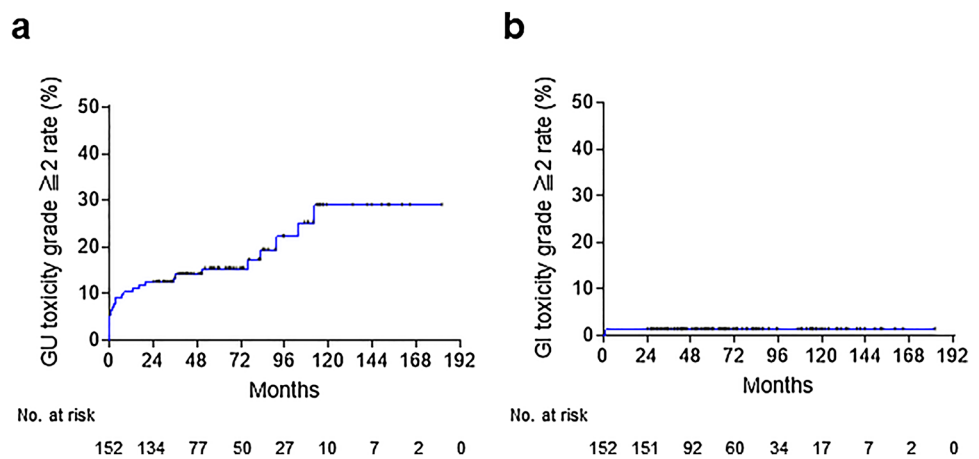 a
GU toxicity grade ≧2 rate (%)
50
40
30
20
10
0
0 24 48 72 96 120 144 168 192
Months
No. at risk
152 134 77 50 27 10 7 2 0
b
GI toxicity grade ≧2 rate (%)
50
40
30
20
10
0
0 24 48 72 96 120 144 168 192
Months
No. at risk
152 151 92 60 34 17 7 2 0